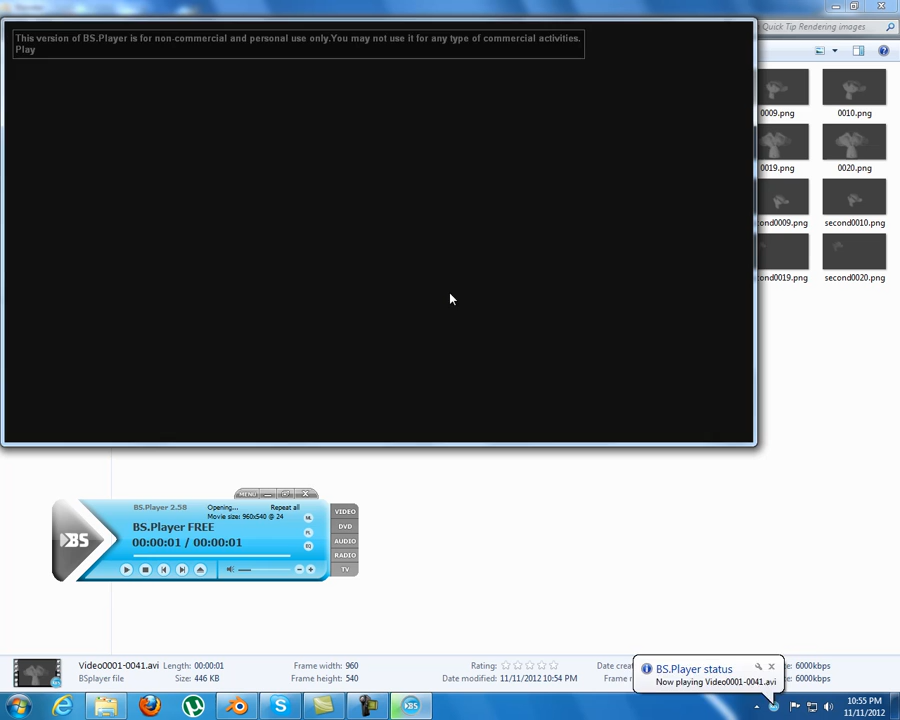 Quick Tip Rendering images
This version of BS.Player is for non-commercial and personal use only.You may not use it for any type of commercial activities.
Play
0009.png
0010.png
0019.png
0020.png
second0010.png
second0020.png
MENU
BS.Player 2.58
Opening...
Repeat all
Movie size: 960x540 @ 24
BS.Player FREE
00:00:01 / 00:00:01
BS
VIDEO
DVD
AUDIO
RADIO
TV
Video0001-0041.avi
Length: 00:00:01
Frame width: 960
Rating:
6000kbps
BSplayer file
Size: 446 KB
Frame height: 540
Date modified: 11/11/2012 10:54 PM
6000kbps
BS.Player status
Now playing Video0001-0041.avi
10:55 PM
11/11/2012